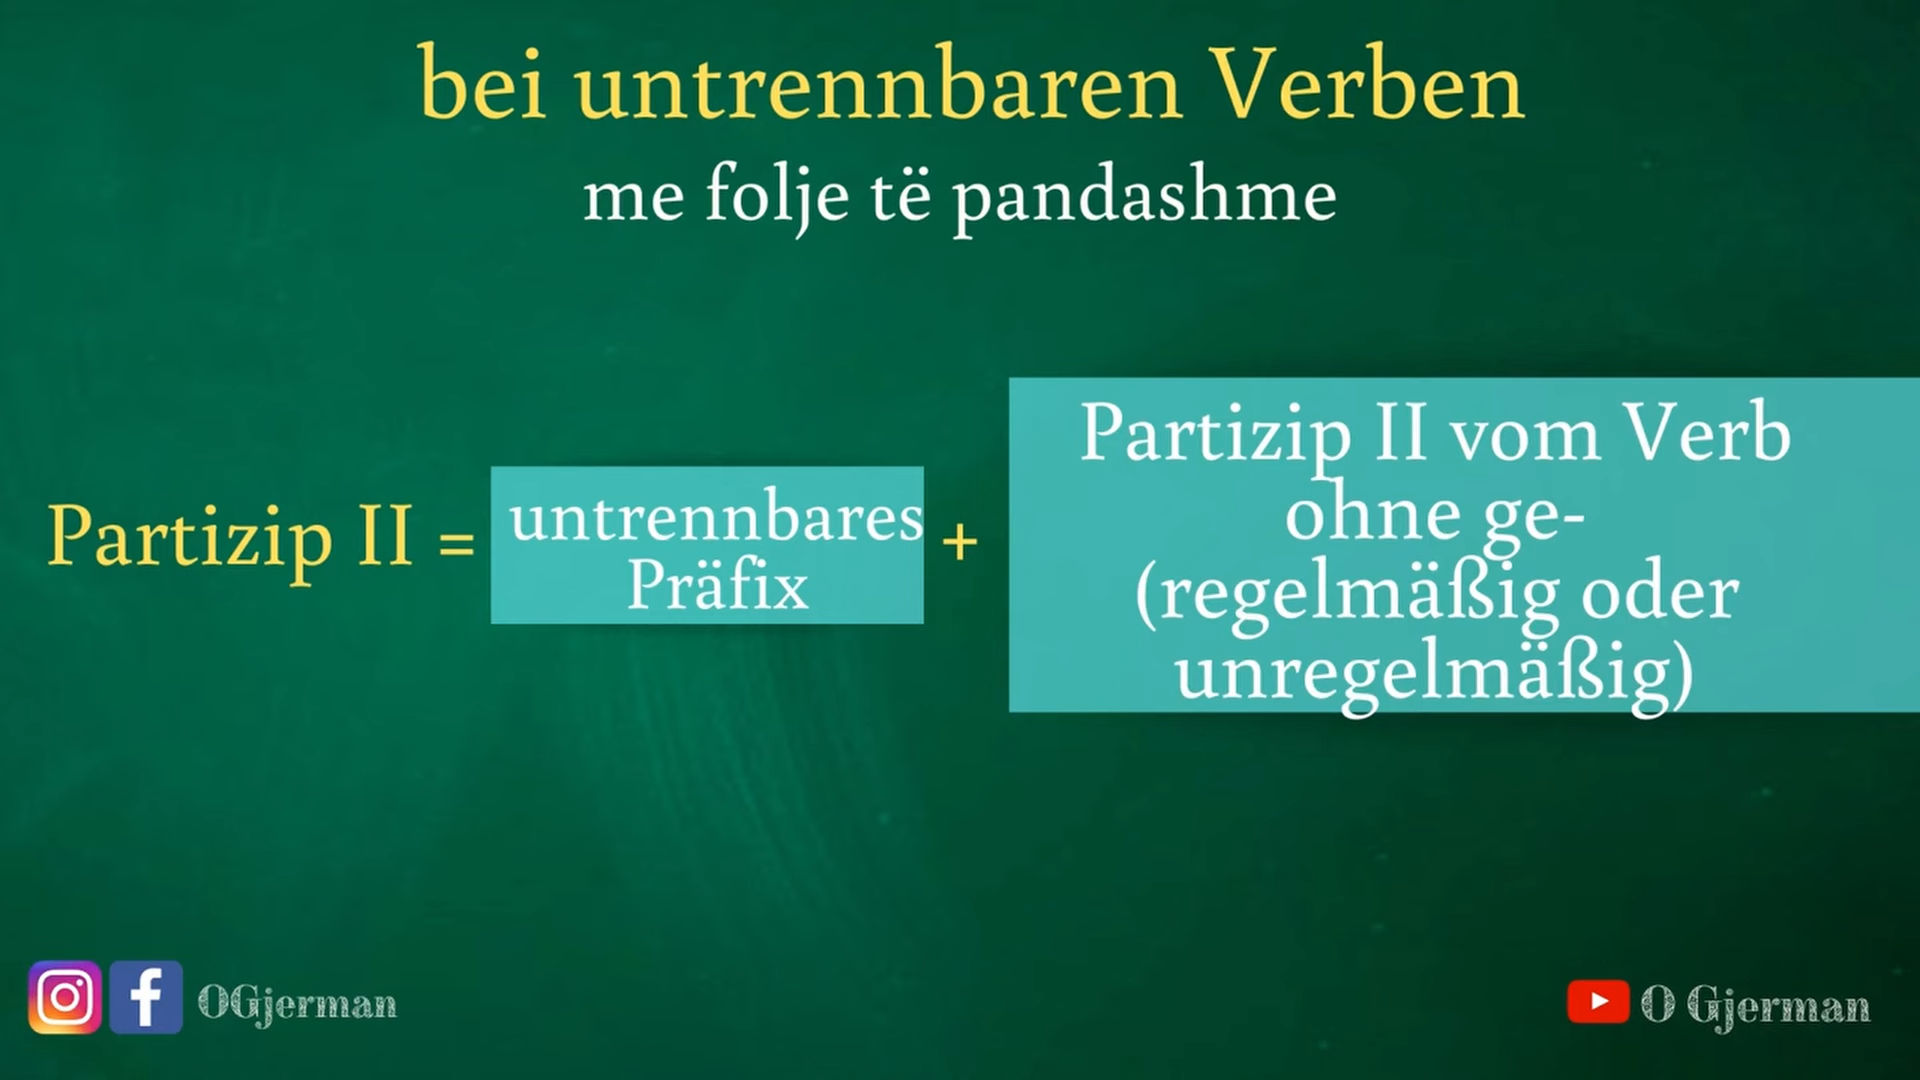 bei untrennbaren Verben
me folje të pandashme
Partizip II =
untrennbares
Präfix
+
Partizip II vom Verb
ohne ge-
(regelmäßig oder
unregelmäßig)
OGjerman
O Gjerman